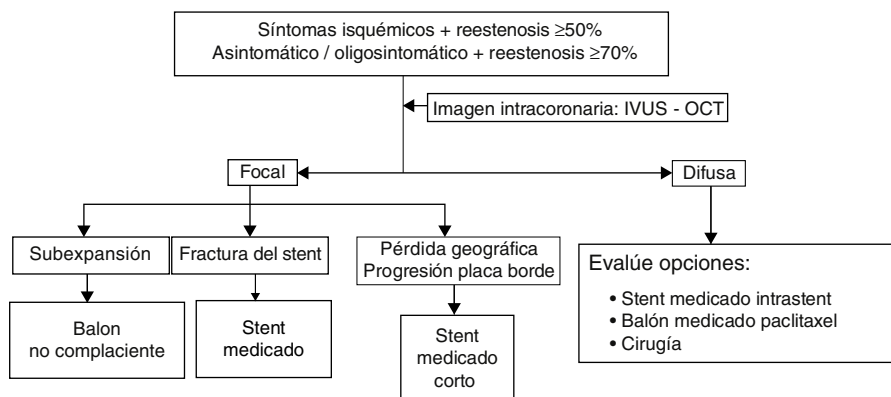 Síntomas isquémicos + reestenosis ≥50%
Asintomático / oligosintomático + reestenosis ≥70%
Imagen intracoronaria: IVUS - OCT
Focal
Difusa
Subexpansión
Fractura del stent
Pérdida geográfica
Progresión placa borde
Balon
no complaciente
Stent
medicado
Stent
medicado
corto
Evalúe opciones:
• Stent medicado intrastent
• Balón medicado paclitaxel
• Cirugía